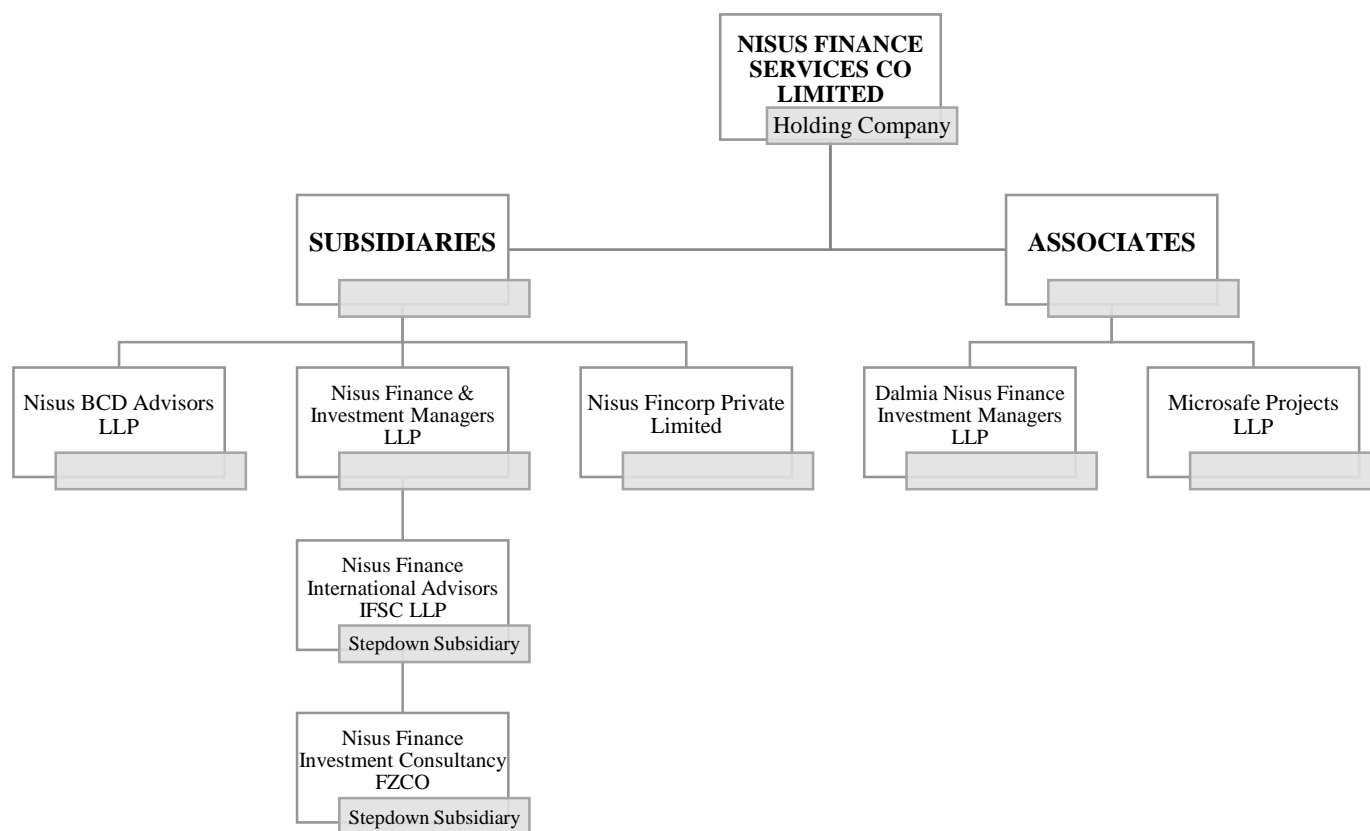 NISUS FINANCE
SERVICES CO
LIMITED
Holding Company
SUBSIDIARIES
ASSOCIATES
Nisus BCD Advisors
LLP
Nisus Finance &
Investment Managers
LLP
Nisus Fincorp Private
Limited
Dalmia Nisus Finance
Investment Managers
LLP
Microsafe Projects
LLP
Nisus Finance
International Advisors
IFSC LLP
Stepdown Subsidiary
Nisus Finance
Investment Consultancy
FZCO
Stepdown Subsidiary